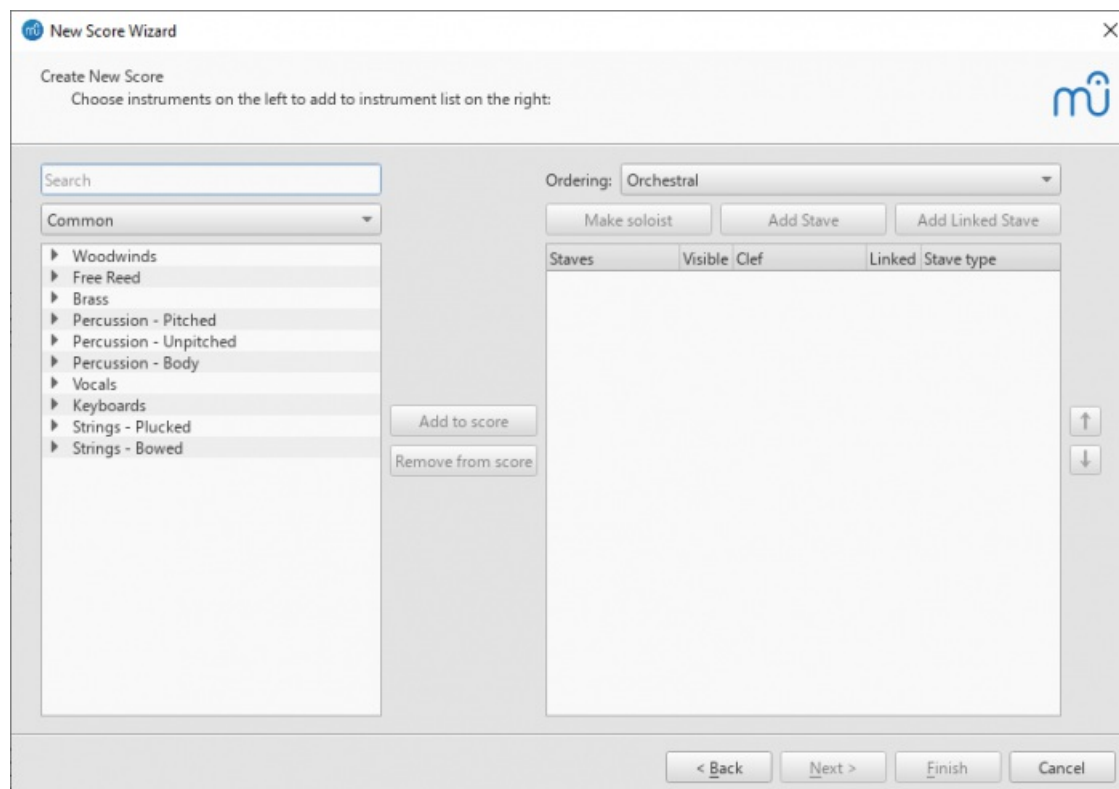 New Score Wizard
Create New Score
Choose instruments on the left to add to instrument list on the right:
mu
Search
Common
Woodwinds
Free Reed
Brass
Percussion - Pitched
Percussion - Unpitched
Percussion - Body
Vocals
Keyboards
Strings - Plucked
Strings - Bowed
Add to score
Remove from score
Ordering: Orchestral
Make soloist Add Stave Add Linked Stave
Staves Visible Clef Linked Stave type
< Back Next > Finish Cancel